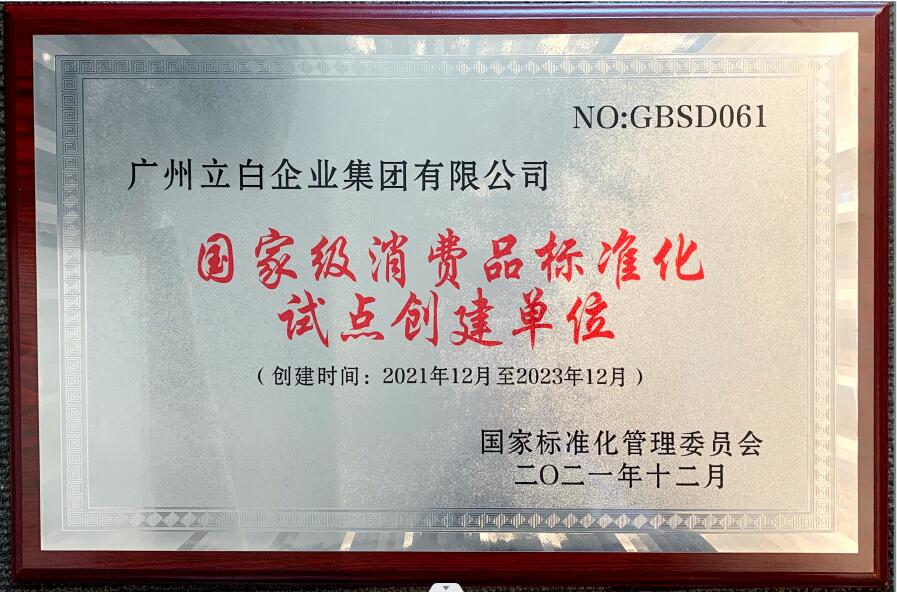 NO:GBSD061
广州立白企业集团有限公司
国家级消费品标准化
试点创建单位
（创建时间：2021年12月至2023年12月）
国家标准化管理委员会
二〇二一年十二月